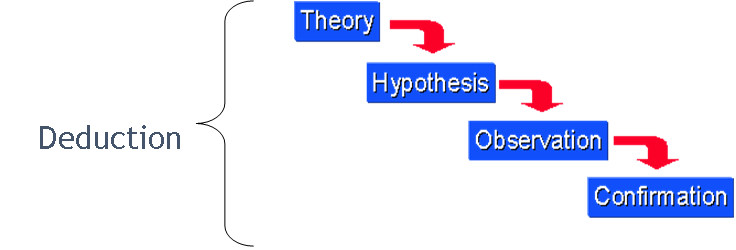 Theory
Hypothesis
Deduction
Observation
Confirmation